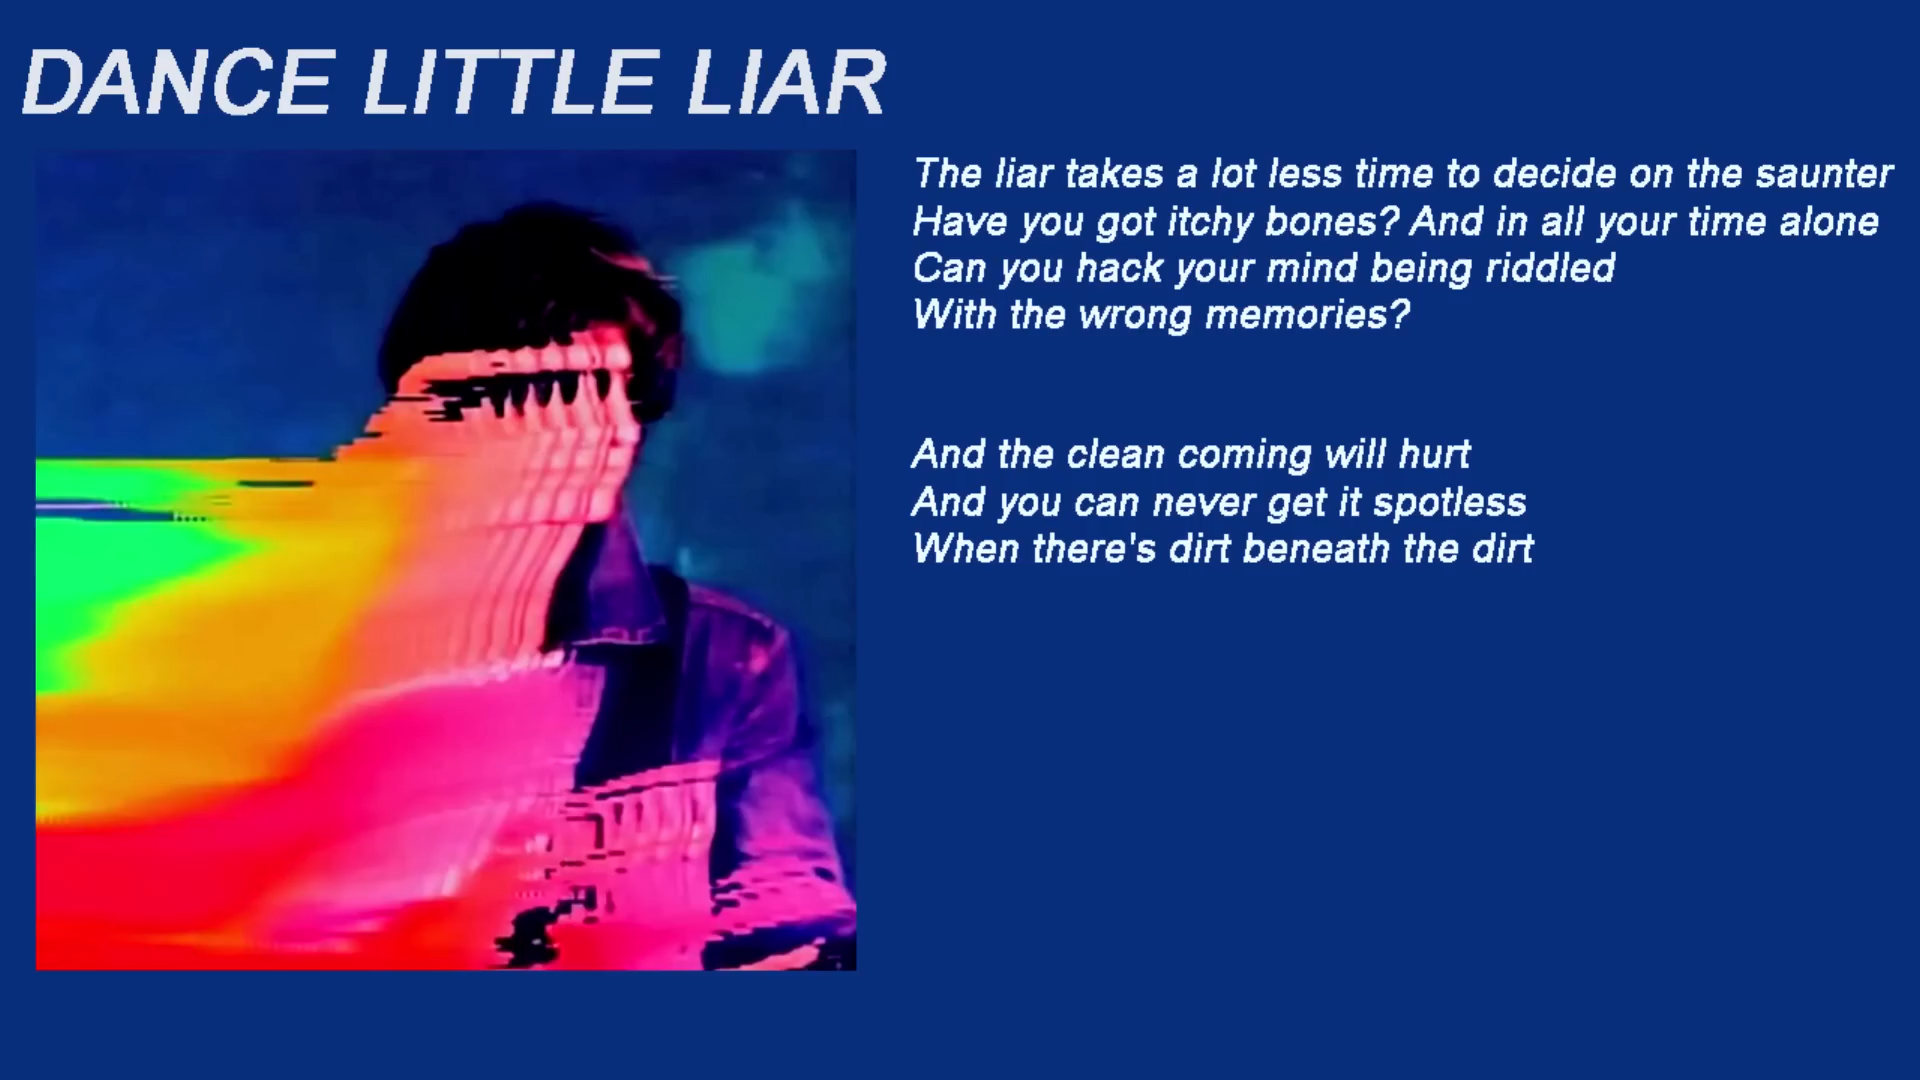 DANCE LITTLE LIAR
The liar takes a lot less time to decide on the saunter
Have you got itchy bones? And in all your time alone
Can you hack your mind being riddled
With the wrong memories?
And the clean coming will hurt
And you can never get it spotless
When there's dirt beneath the dirt